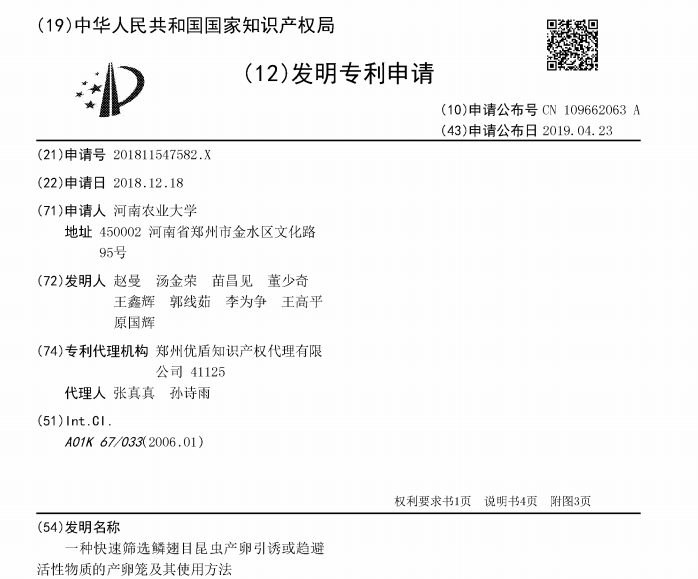 (19)中华人民共和国国家知识产权局
(12)发明专利申请
(10)申请公布号 CN 109662063 A
(43)申请公布日 2019.04.23
(21)申请号 201811547582.X
(22)申请日 2018.12.18
(71)申请人 河南农业大学
地址 450002 河南省郑州市金水区文化路
95号
(72)发明人 赵曼 汤金荣 苗昌见 董少奇
王鑫辉 郭线茹 李为争 王高平
原国辉
(74)专利代理机构 郑州优盾知识产权代理有限
公司 41125
代理人 张真真 孙诗雨
(51)Int.Cl.
A01K 67/033(2006.01)
权利要求书1页 说明书4页 附图3页
(54)发明名称
一种快速筛选鳞翅目昆虫产卵引诱或趋避
活性物质的产卵笼及其使用方法